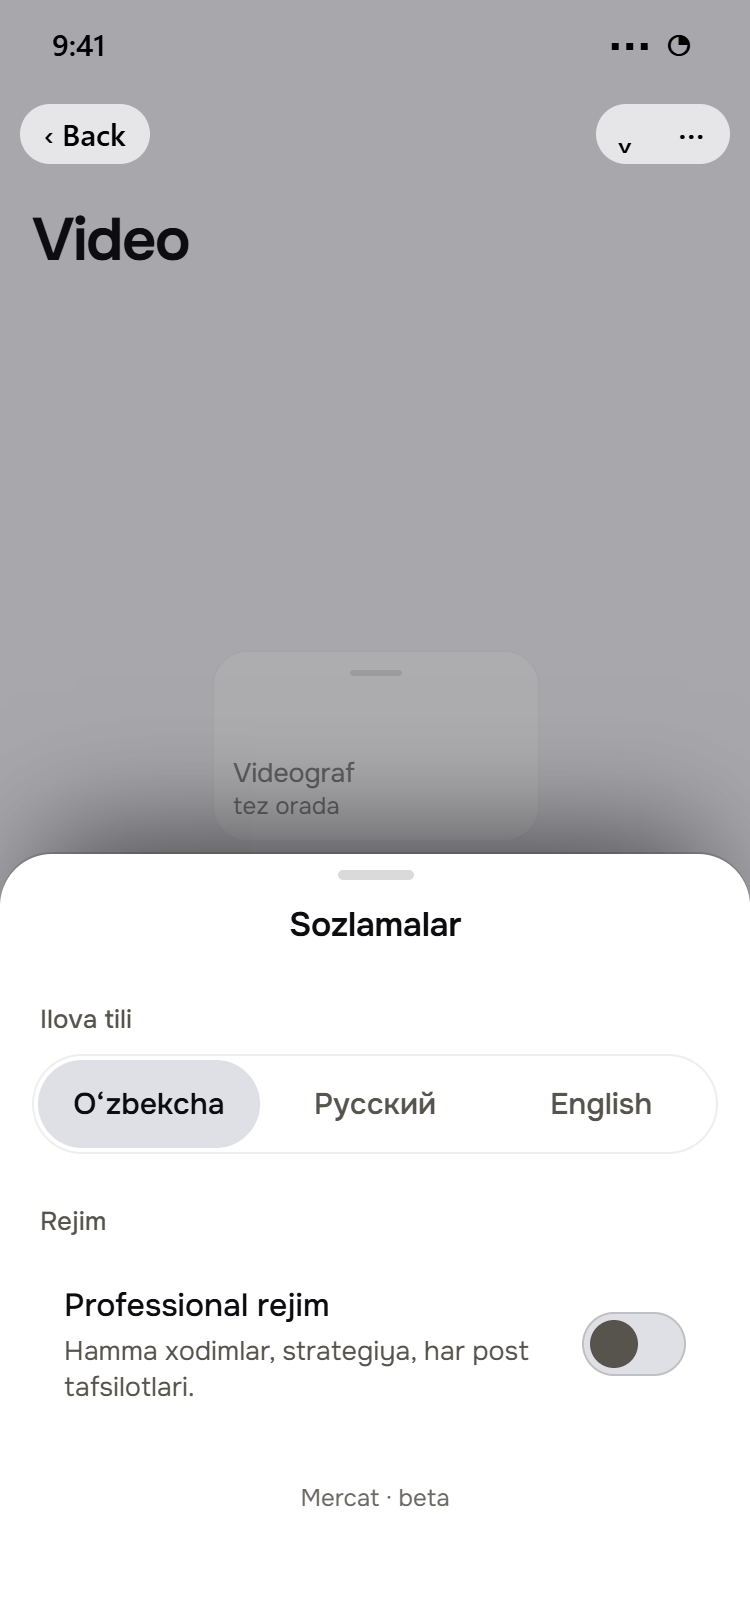 9:41
‹ Back
Video
Videograf
tez orada
Sozlamalar
Ilova tili
Oʻzbekcha Русский English
Rejim
Professional rejim
Hamma xodimlar, strategiya, har post
tafsilotlari.
Mercat · beta